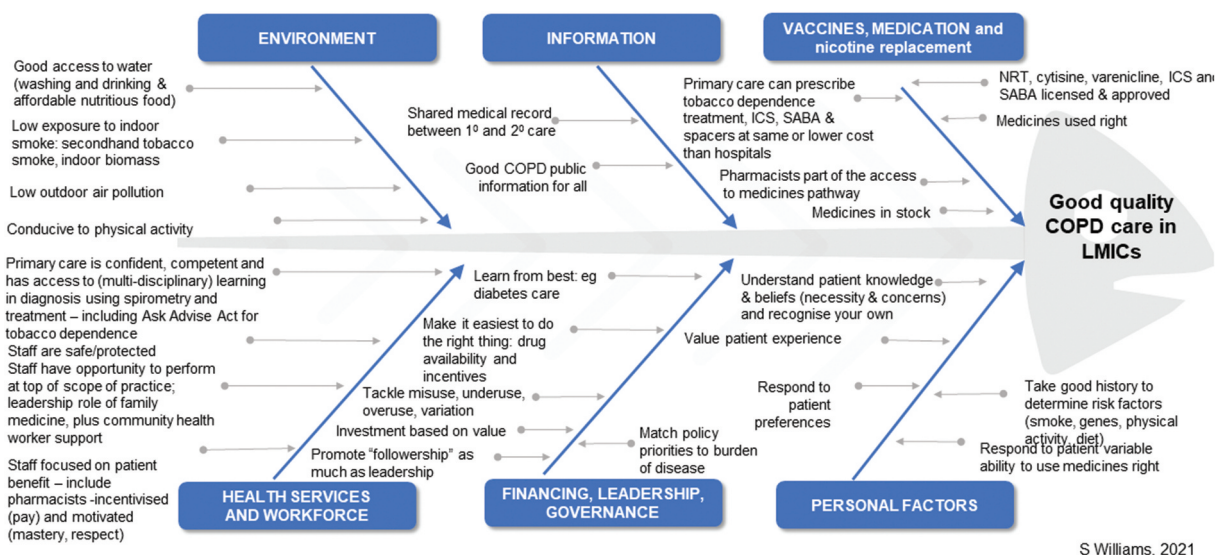 ENVIRONMENT
INFORMATION
VACCINES, MEDICATION and
nicotine replacement
Good access to water
(washing and drinking &
affordable nutritious food)
Low exposure to indoor
smoke: secondhand tobacco
smoke, indoor biomass
Low outdoor air pollution
Conducive to physical activity
Shared medical record
between 1º and 2º care
Good COPD public
information for all
Primary care can prescribe
tobacco dependence
treatment, ICS, SABA &
spacers at same or lower cost
than hospitals
Pharmacists part of the access
to medicines pathway
Medicines in stock
NRT, cytisine, varenicline, ICS and
SABA licensed & approved
Medicines used right
Good quality
COPD care in
LMICs
Primary care is confident, competent and
has access to (multi-disciplinary) learning
in diagnosis using spirometry and
treatment – including Ask Advise Act for
tobacco dependence
Staff are safe/protected
Staff have opportunity to perform
at top of scope of practice;
leadership role of family
medicine, plus community health
worker support
Staff focused on patient
benefit – include
pharmacists -incentivised
(pay) and motivated
(mastery, respect)
Learn from best: eg
diabetes care
Make it easiest to do
the right thing: drug
availability and
incentives
Tackle misuse, underuse,
overuse, variation
Investment based on value
Promote “followership” as
much as leadership
Match policy
priorities to burden
of disease
Understand patient knowledge
& beliefs (necessity & concerns)
and recognise your own
Value patient experience
Respond to
patient
preferences
Take good history to
determine risk factors
(smoke, genes, physical
activity, diet)
Respond to patient variable
ability to use medicines right
HEALTH SERVICES
AND WORKFORCE
FINANCING, LEADERSHIP,
GOVERNANCE
PERSONAL FACTORS
S Williams, 2021